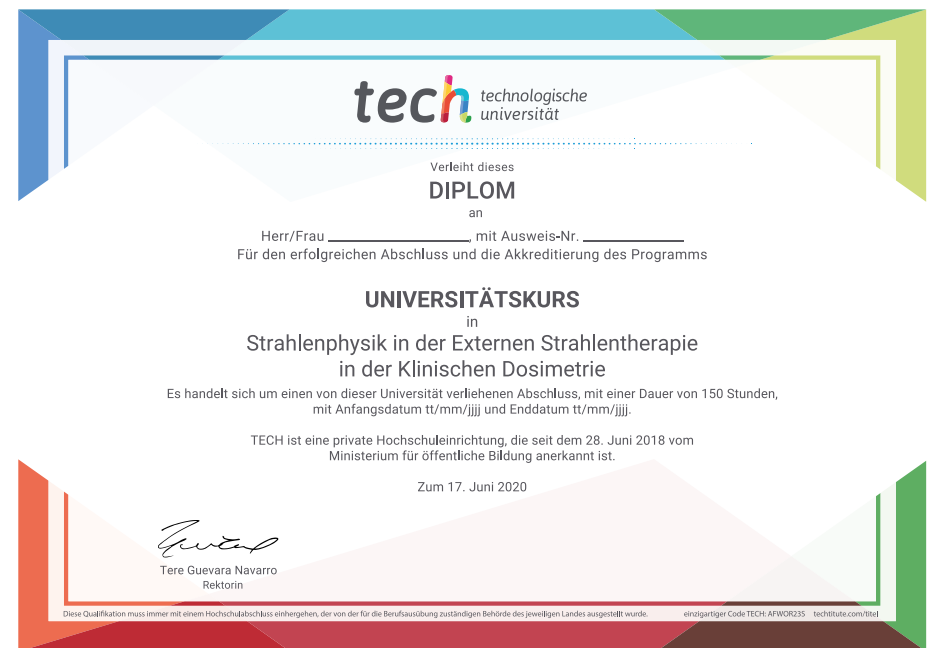 tech technologische
universität
Verleiht dieses
DIPLOM
an
Herr/Frau ____________________, mit Ausweis-Nr. ______________
Für den erfolgreichen Abschluss und die Akkreditierung des Programms
UNIVERSITÄTSKURS
in
Strahlenphysik in der Externen Strahlentherapie
in der Klinischen Dosimetrie
Es handelt sich um einen von dieser Universität verliehenen Abschluss, mit einer Dauer von 150 Stunden,
mit Anfangsdatum tt/mm/jjjj und Enddatum tt/mm/jjjj.
TECH ist eine private Hochschuleinrichtung, die seit dem 28. Juni 2018 vom
Ministerium für öffentliche Bildung anerkannt ist.
Zum 17. Juni 2020
Tere Guevara Navarro
Rektorin
Diese Qualifikation muss immer mit einem Hochschulabschluss einhergehen, der von der für die Berufsausübung zuständigen Behörde des jeweiligen Landes ausgestellt wurde. einzigartiger Code TECH: AFWOR23S techtitute.com/titel